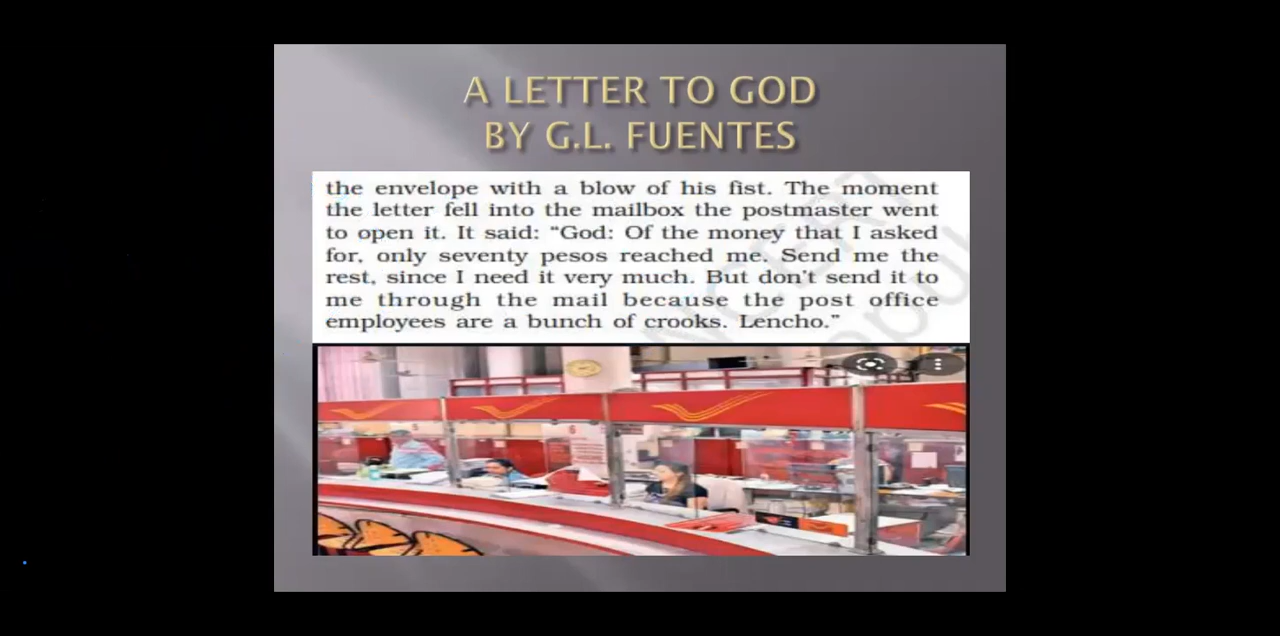 A LETTER TO GOD
BY G.L. FUENTES
the envelope with a blow of his fist. The moment
the letter fell into the mailbox the postmaster went
to open it. It said: “God: Of the money that I asked
for, only seventy pesos reached me. Send me the
rest, since I need it very much. But don’t send it to
me through the mail because the post office
employees are a bunch of crooks. Lencho.”
NCERT